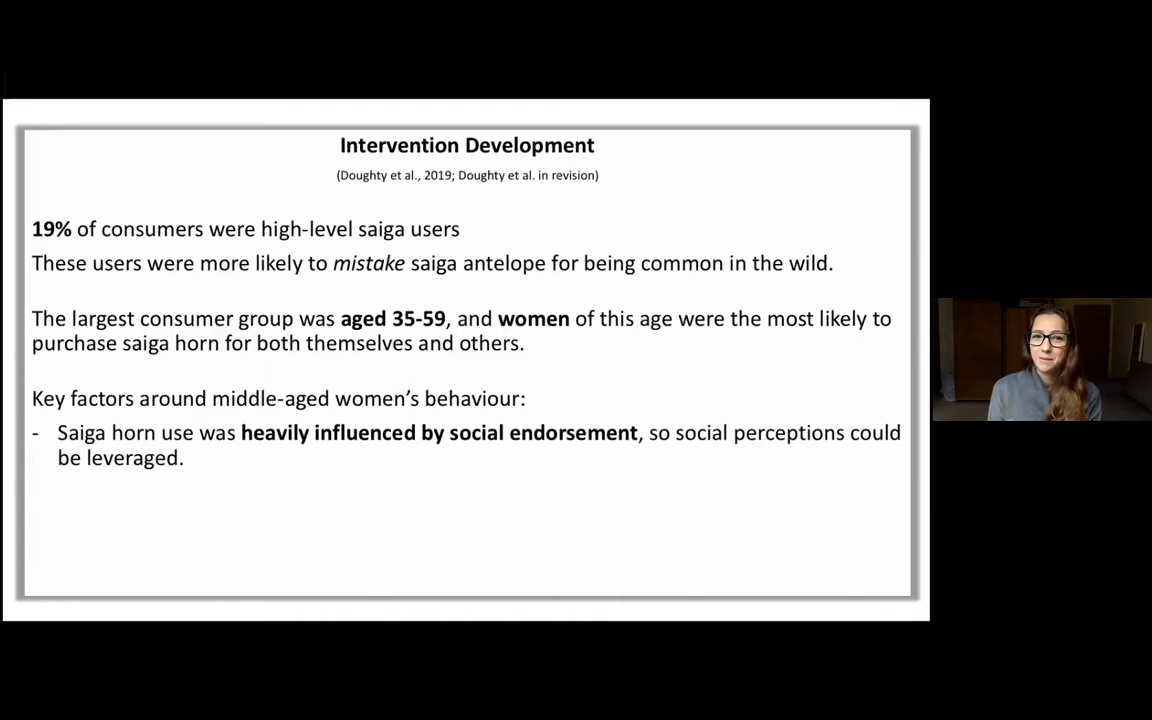 Intervention Development
(Doughty et al., 2019; Doughty et al. in revision)
19% of consumers were high-level saiga users
These users were more likely to mistake saiga antelope for being common in the wild.
The largest consumer group was aged 35-59, and women of this age were the most likely to
purchase saiga horn for both themselves and others.
Key factors around middle-aged women’s behaviour:
- Saiga horn use was heavily influenced by social endorsement, so social perceptions could
be leveraged.